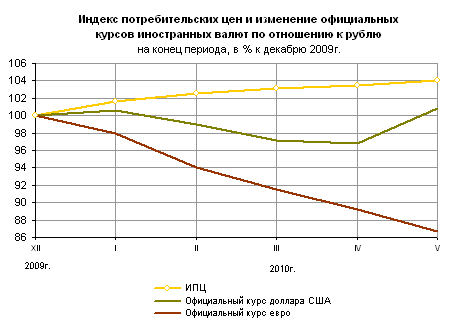 Индекс потребительских цен и изменение официальных
курсов иностранных валют по отношению к рублю
на конец периода, в % к декабрю 2009г.
106
104
102
100
98
96
94
92
90
88
86
XII I II III IV V
2009г. 2010г.
ИПЦ
Официальный курс доллара США
Официальный курс евро